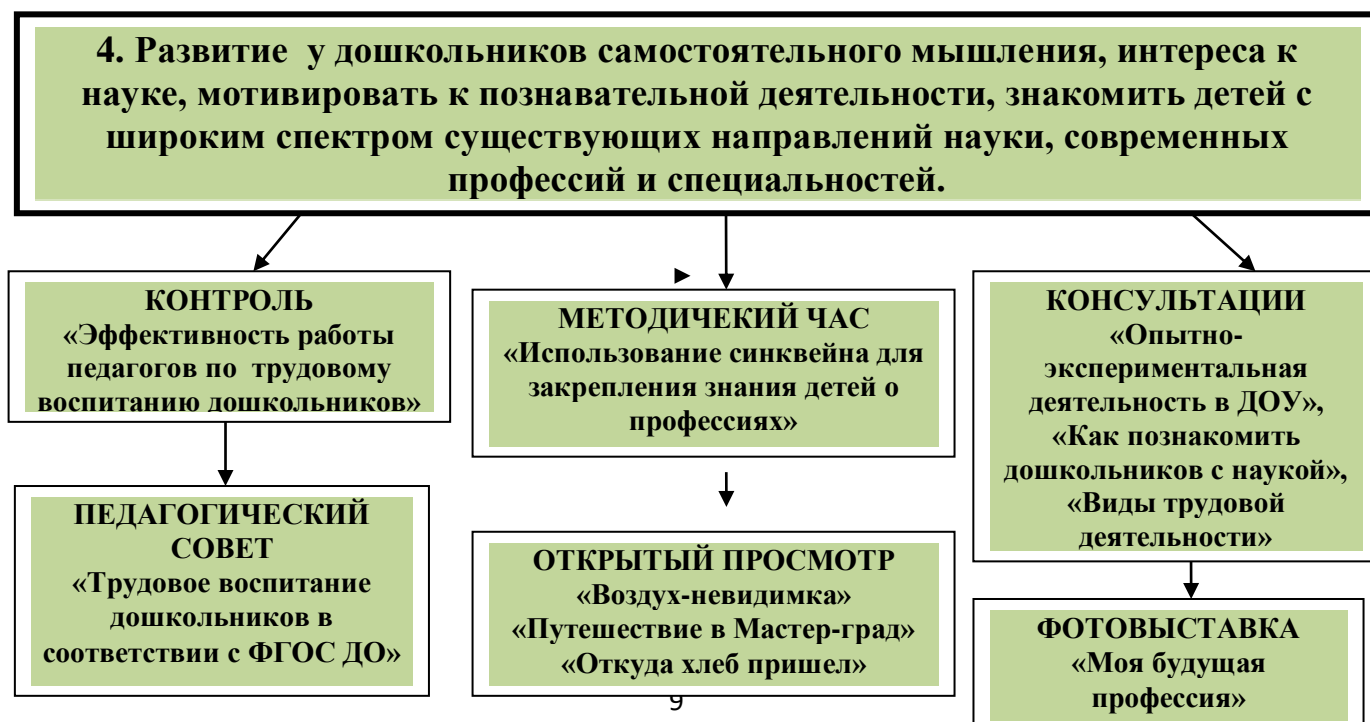 4. Развитие у дошкольников самостоятельного мышления, интереса к
науке, мотивировать к познавательной деятельности, знакомить детей с
широким спектром существующих направлений науки, современных
профессий и специальностей.
КОНТРОЛЬ
«Эффективность работы
педагогов по трудовому
воспитанию дошкольников»
МЕТОДИЧЕКИЙ ЧАС
«Использование синквейна для
закрепления знания детей о
профессиях»
КОНСУЛЬТАЦИИ
«Опытно-
экспериментальная
деятельность в ДОУ»,
«Как познакомить
дошкольников с наукой»,
«Виды трудовой
деятельности»
ПЕДАГОГИЧЕСКИЙ
СОВЕТ
«Трудовое воспитание
дошкольников в
соответствии с ФГОС ДО»
ОТКРЫТЫЙ ПРОСМОТР
«Воздух-невидимка»
«Путешествие в Мастер-град»
«Откуда хлеб пришел»
ФОТОВЫСТАВКА
«Моя будущая
профессия»
9